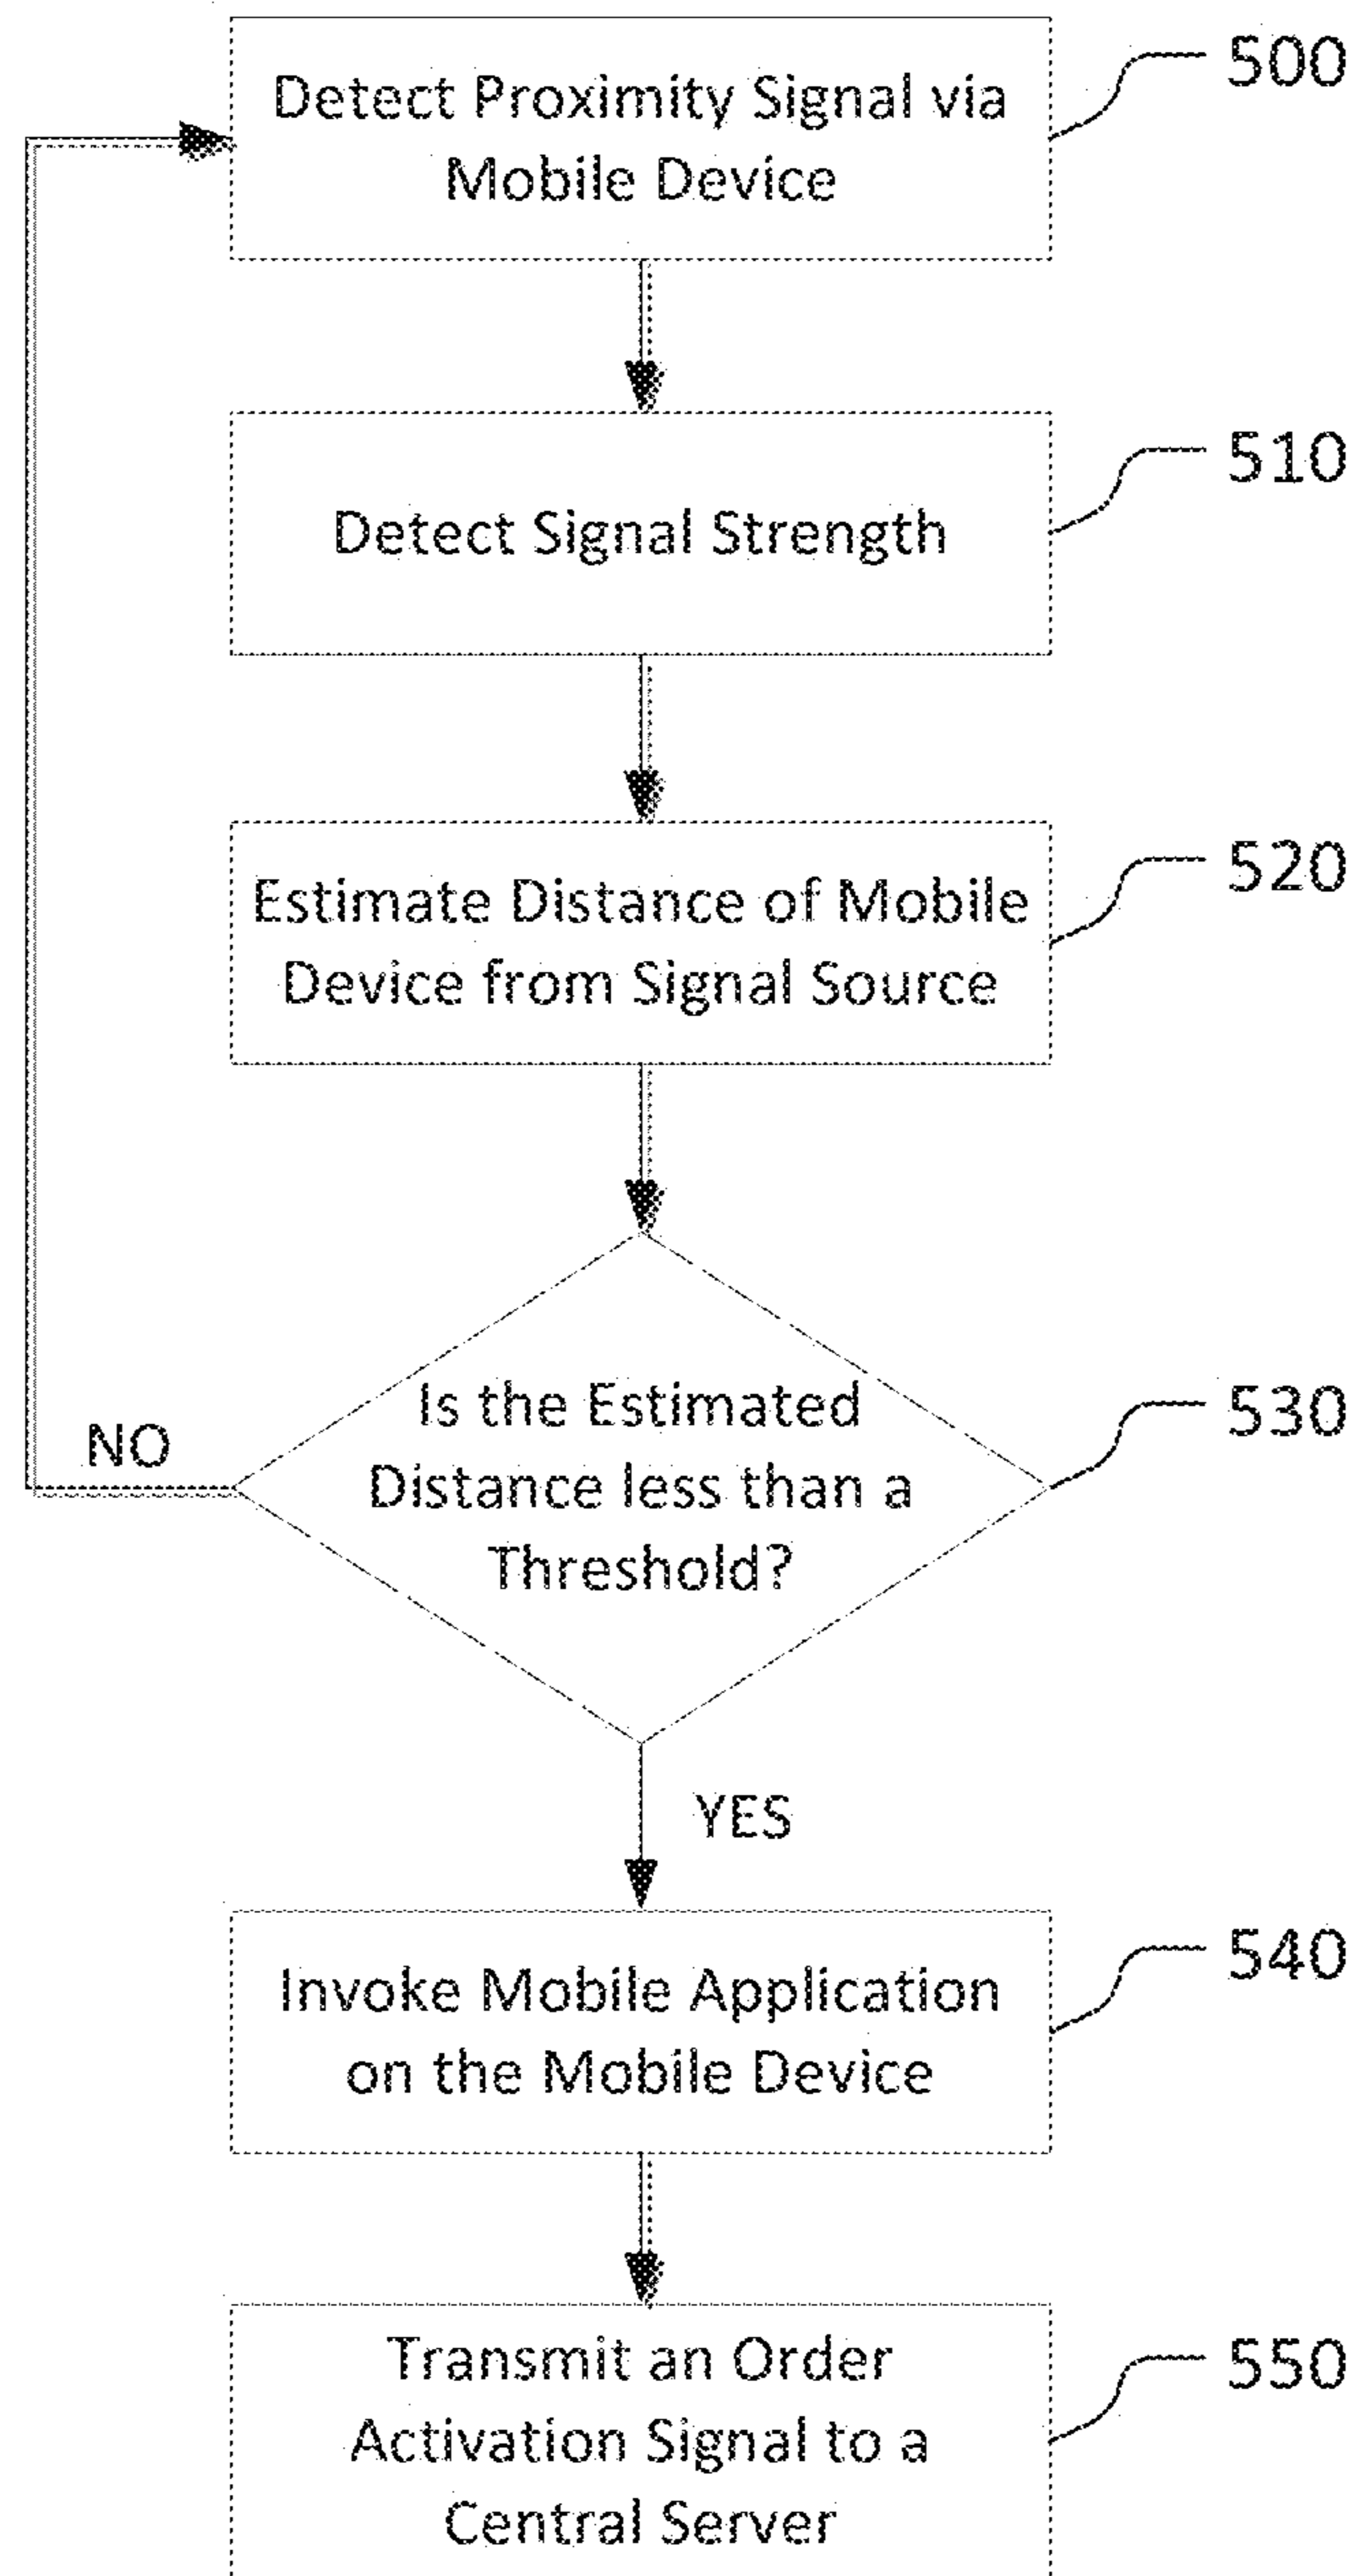 Detect Proximity Signal via
Mobile Device
500
Detect Signal Strength
510
Estimate Distance of Mobile
Device from Signal Source
520
Is the Estimated
Distance less than a
Threshold?
530
NO
YES
Invoke Mobile Application
on the Mobile Device
540
Transmit an Order
Activation Signal to a
Central Server
550